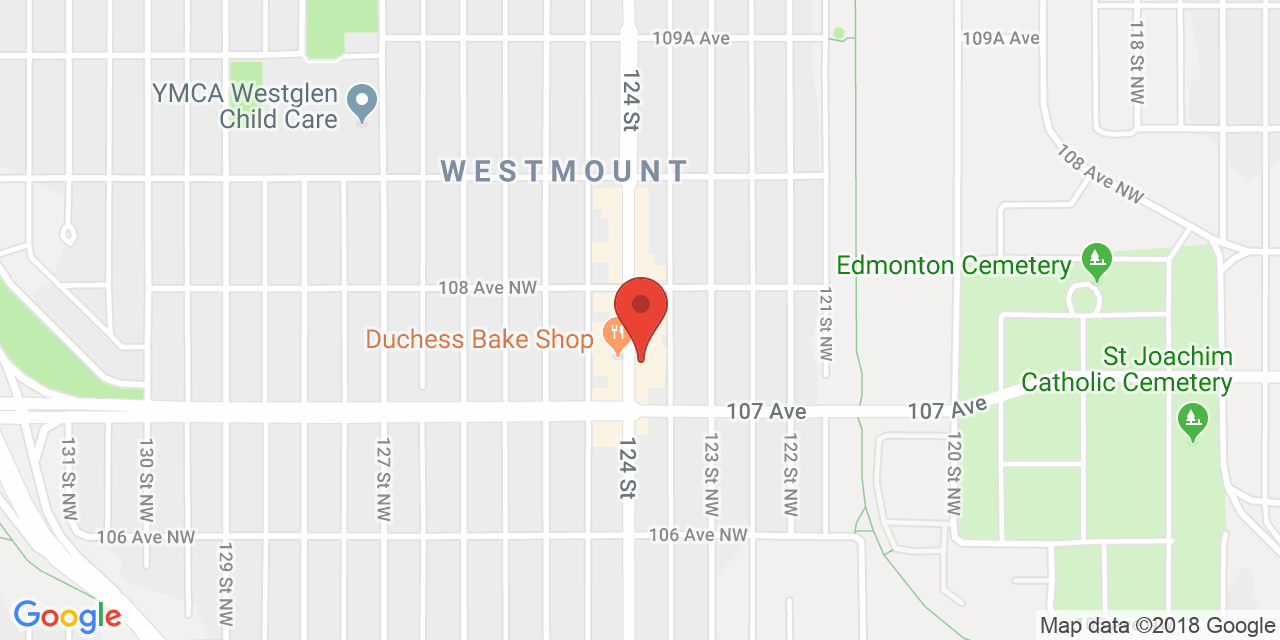 109A Ave
109A Ave
118 St NW
124 St
YMCA Westglen
Child Care
108 Ave NW
WESTMOUNT
Edmonton Cemetery
108 Ave NW
121 St NW
Duchess Bake Shop
St Joachim
Catholic Cemetery
107 Ave
107 Ave
131 St NW
130 St NW
127 St NW
124 St
123 St NW
122 St NW
120 St NW
106 Ave NW
106 Ave NW
129 St NW
Google
Map data ©2018 Google